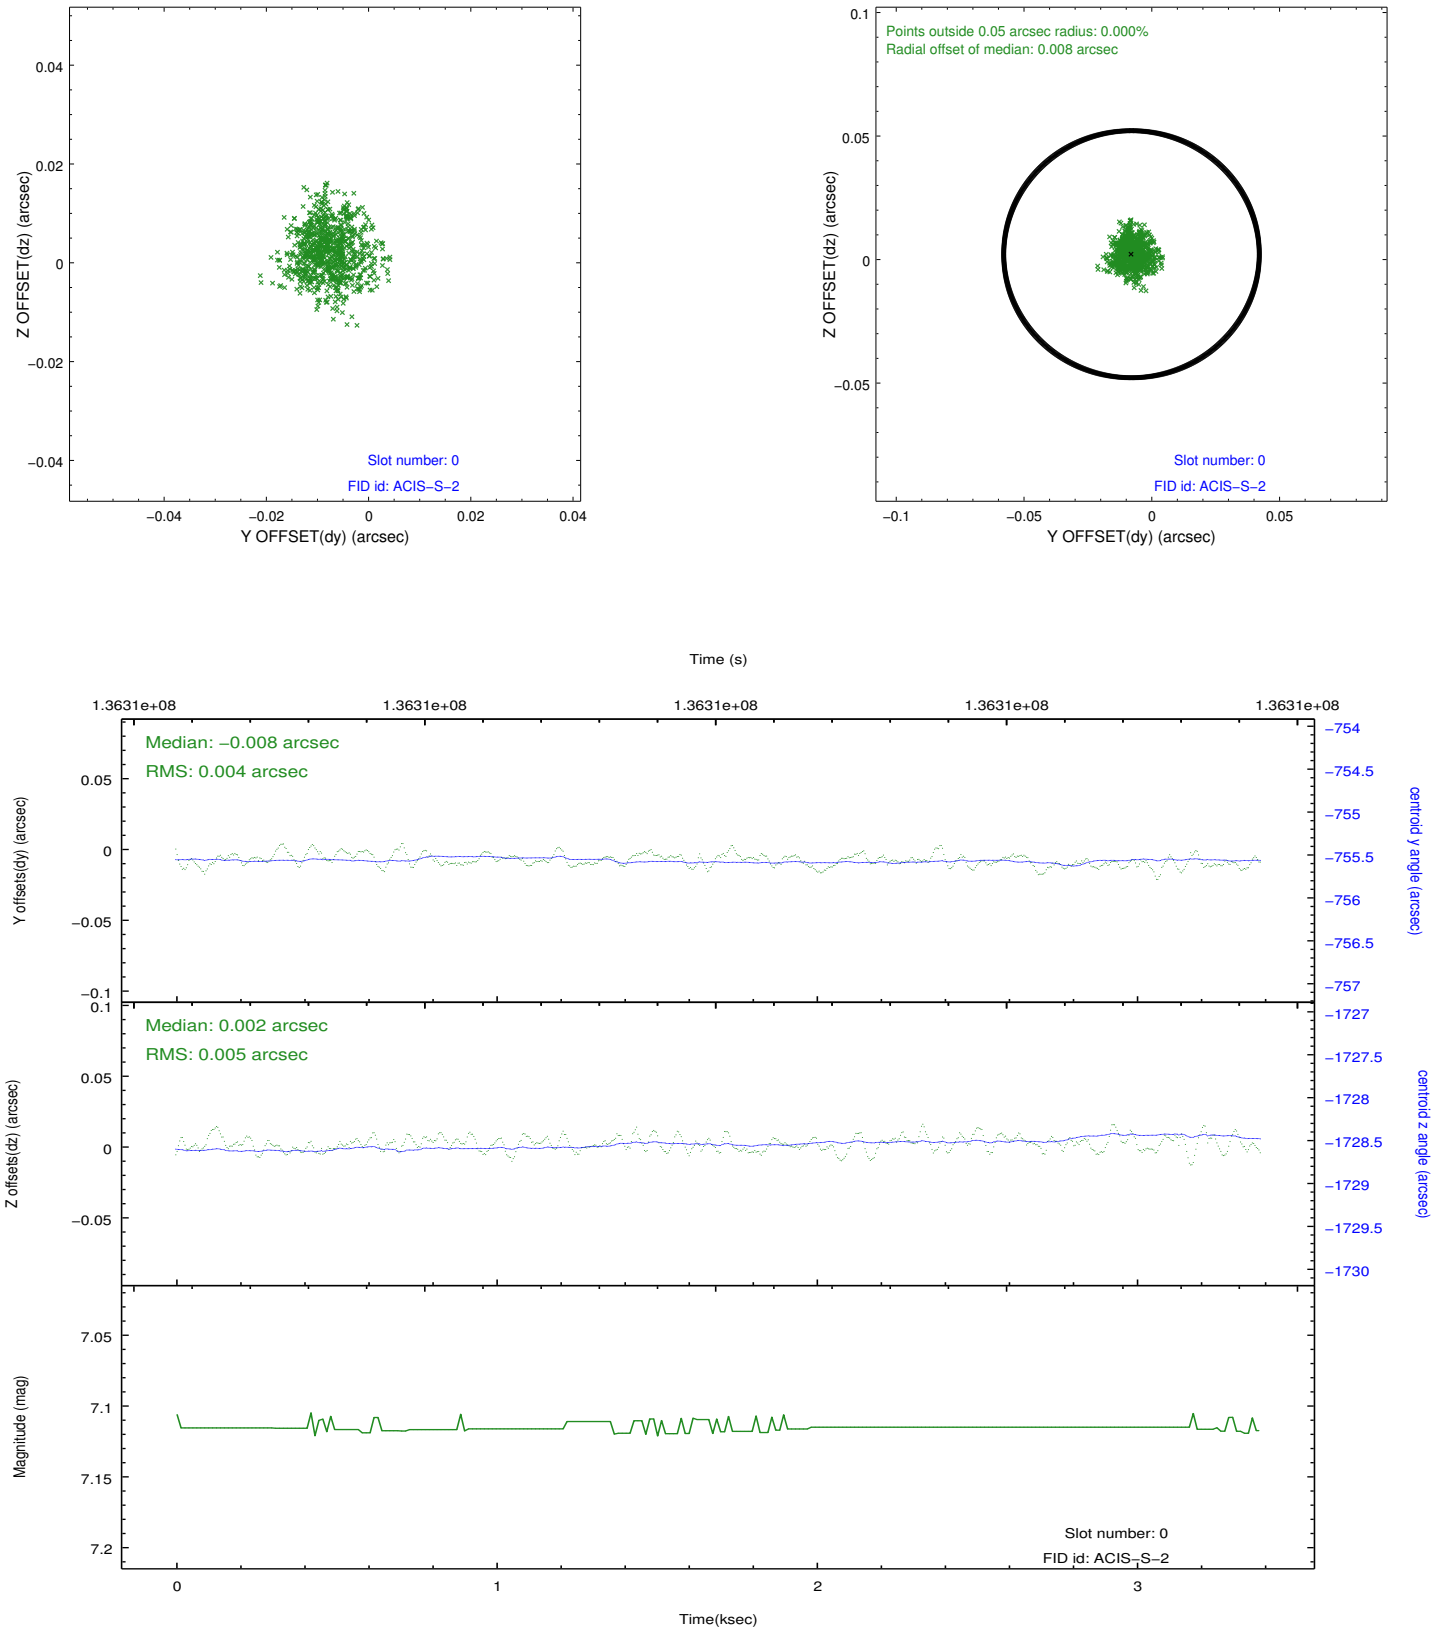 0.04
0.02
0
−0.02
−0.04
Z OFFSET(dz) (arcsec)
Slot number: 0
FID id: ACIS−S−2
−0.04
−0.02
0
0.02
0.04
Y OFFSET(dy) (arcsec)
0.1
0.05
0
−0.05
Z OFFSET(dz) (arcsec)
Points outside 0.05 arcsec radius: 0.000%
Radial offset of median: 0.008 arcsec
Slot number: 0
FID id: ACIS−S−2
−0.1
−0.05
0
0.05
Y OFFSET(dy) (arcsec)
Time (s)
1.3631e+08
1.3631e+08
1.3631e+08
1.3631e+08
1.3631e+08
Median: −0.008 arcsec
RMS: 0.004 arcsec
0.05
0
−0.05
−0.1
Y offsets(dy) (arcsec)
−754
−754.5
−755
−755.5
−756
−756.5
−757
centroid y angle (arcsec)
Median: 0.002 arcsec
RMS: 0.005 arcsec
0.1
0.05
0
−0.05
Z offsets(dz) (arcsec)
−1727
−1727.5
−1728
−1728.5
−1729
−1729.5
−1730
centroid z angle (arcsec)
7.05
7.1
7.15
7.2
Magnitude (mag)
Slot number: 0
FID id: ACIS−S−2
0
1
2
3
Time(ksec)